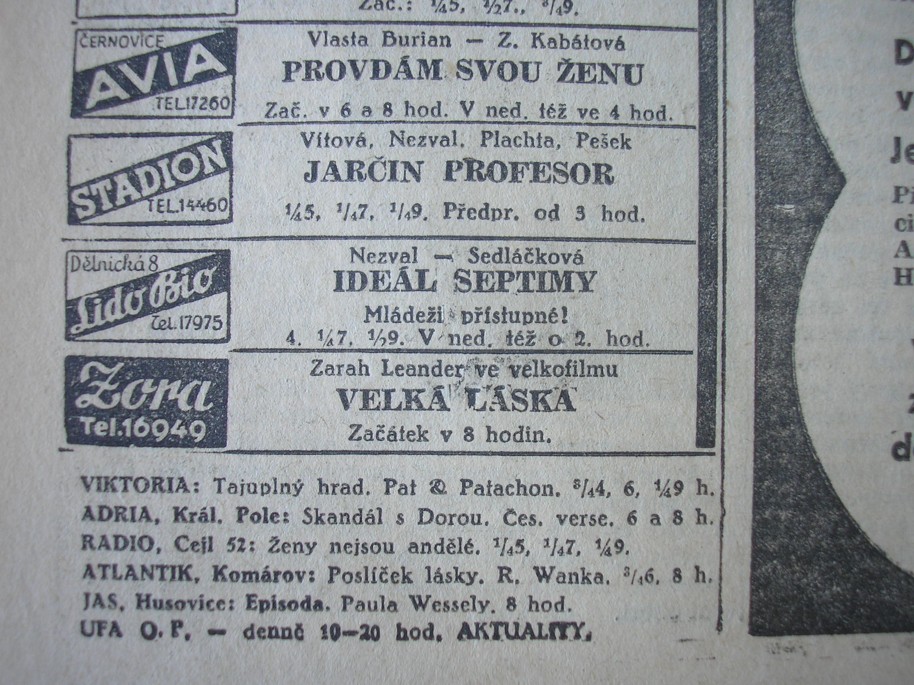 Zač.: ¼5, ½7., ¾9.
ČERNOVICE
AVIA
TEL.17260
Vlasta Burian — Z. Kabátová
PROVDÁM SVOU ŽENU
Zač. v 6 a 8 hod. V ned. též ve 4 hod.
STADION
TEL.14460
Vítová, Nezval, Plachta, Pešek
JARČIN PROFESOR
¼5, ¼7, ¼9. Předpr. od 3 hod.
Dělnická 8
Lido Bio
Tel.17975
Nezval — Sedláčková
IDEÁL SEPTIMY
Mládeži přístupné!
4. ¼7, ½9. V ned. též o 2. hod.
Zora
Tel.16949
Zarah Leander ve velkofilmu
VELKÁ LÁSKA
Začátek v 8 hodin.
VIKTORIA: Tajuplný hrad. Pat & Patachon. ¾4, 6, ¼9 h.
ADRIA, Král. Pole: Skandál s Dorou. Čes. verse. 6 a 8 h.
RADIO, Cejl 52: Ženy nejsou andělé. ½5, ¼7, ¼9.
ATLANTIK, Komárov: Poslíček lásky. R. Wanka. ¾6, 8 h.
JAS, Husovice: Episoda. Paula Wessely. 8 hod.
UFA O. P. — denně 10—20 hod. AKTUALITY.